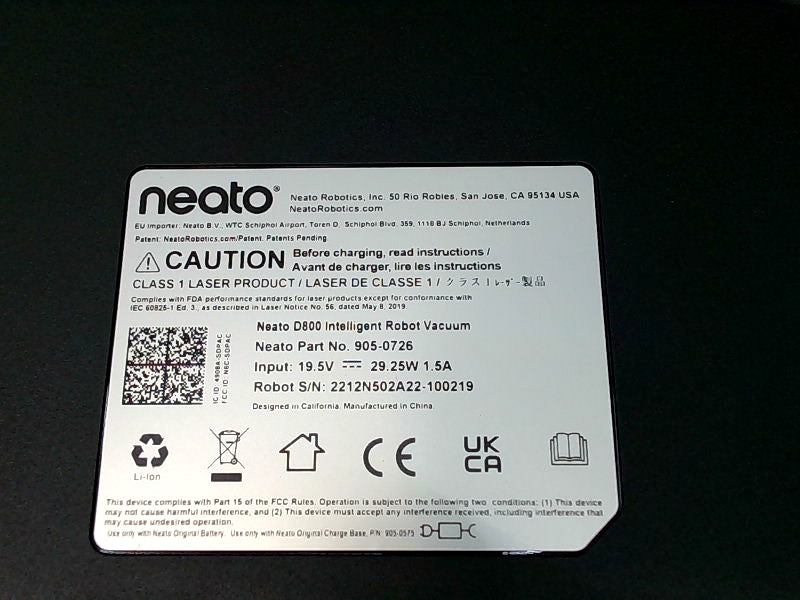 neato®
Neato Robotics, Inc. 50 Rio Robles, San Jose, CA 95134 USA
NeatoRobotics.com
EU Importer: Neato B.V., WTC Schiphol Airport, Toren D, Schiphol Blvd. 359, 1118 BJ Schiphol, Netherlands
Patent: NeatoRobotics.com/Patent. Patents Pending
CAUTION
Before charging, read instructions /
Avant de charger, lire les instructions
CLASS 1 LASER PRODUCT / LASER DE CLASSE 1 / クラス 1 レーザー製品
Complies with FDA performance standards for laser products except for conformance with
IEC 60825-1 Ed. 3., as described in Laser Notice No. 56, dated May 8, 2019.
Neato D800 Intelligent Robot Vacuum
Neato Part No. 905-0726
Input: 19.5V 29.25W 1.5A
Robot S/N: 2212N502A22-100219
Designed in California. Manufactured in China.
IC ID: 4908A-SDPAC
FCC ID: N6C-SDPAC
Li-Ion
CE
UK
CA
This device complies with Part 15 of the FCC Rules. Operation is subject to the following two conditions: (1) This device
may not cause harmful interference, and (2) This device must accept any interference received, including interference that
may cause undesired operation.
Use only with Neato Original Battery. Use only with Neato Original Charge Base, P/N: 905-0575